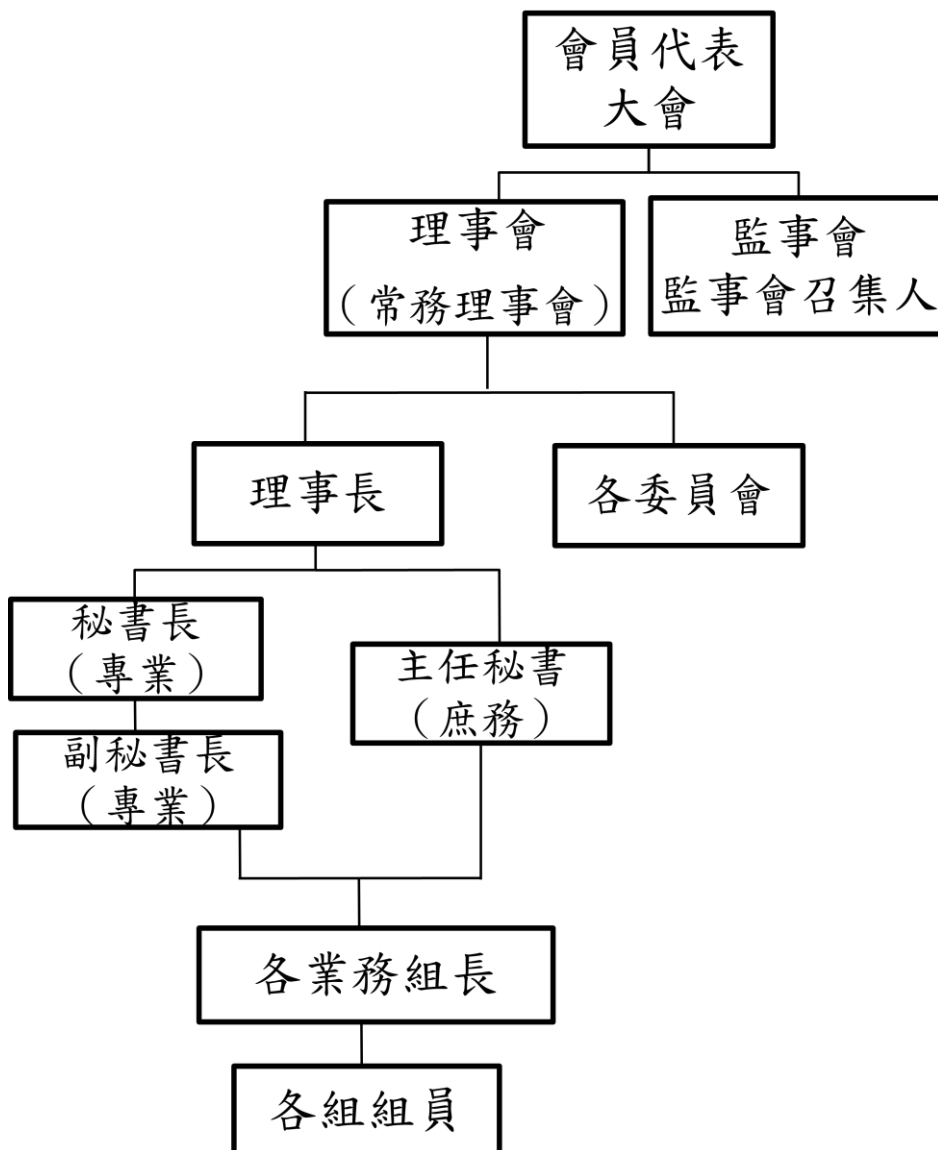 會員代表
大會
理事會
（常務理事會）
監事會
監事會召集人
理事長
各委員會
秘書長
（專業）
主任秘書
（庶務）
副秘書長
（專業）
各業務組長
各組組員